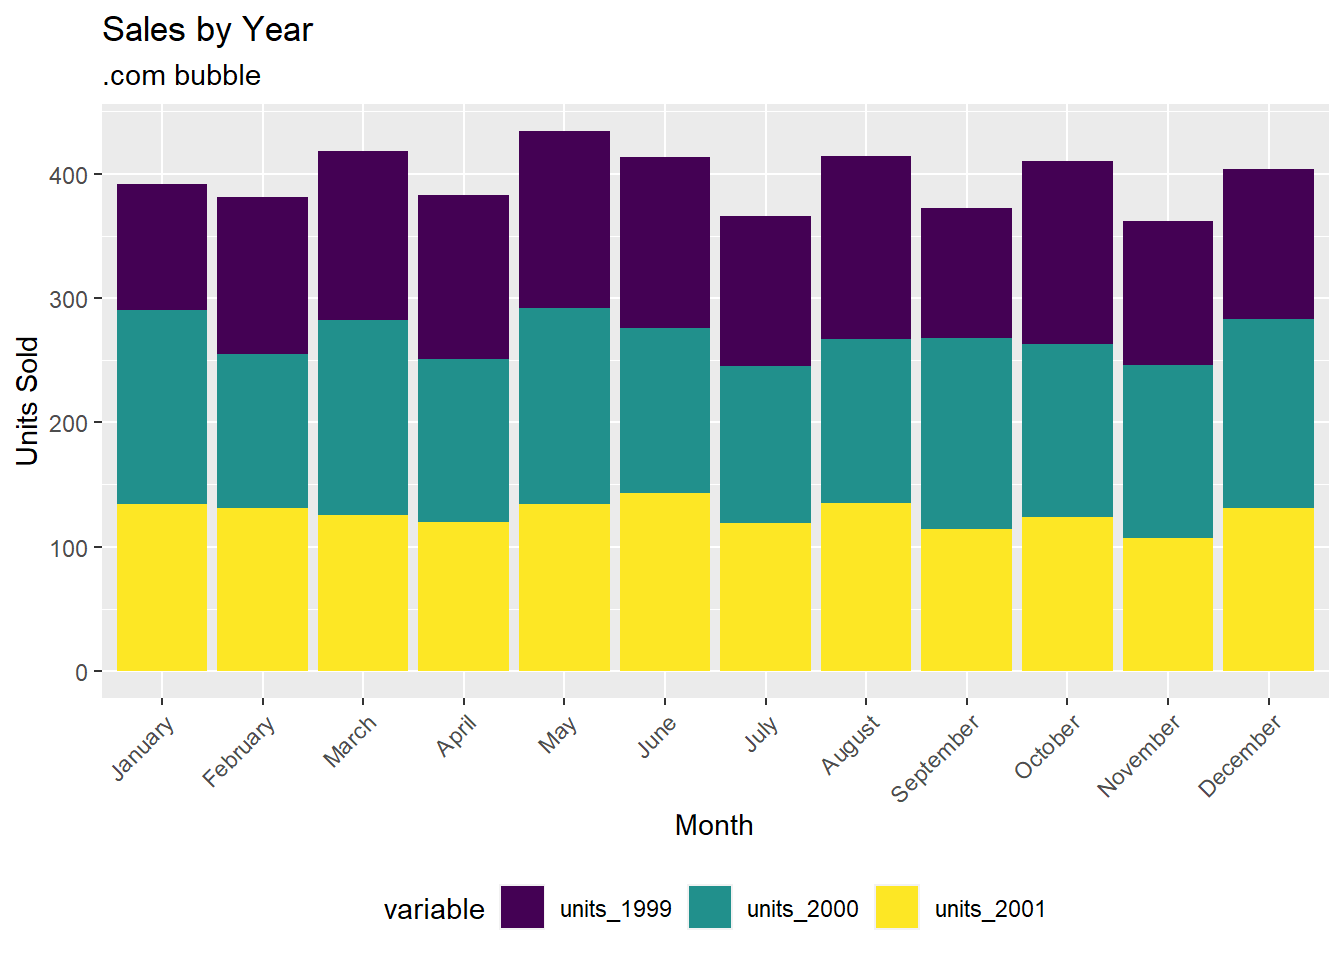 Sales by Year
.com bubble
Units Sold
400
300
200
100
0
January February March April May June July August September October November December
Month
variable units_1999 units_2000 units_2001